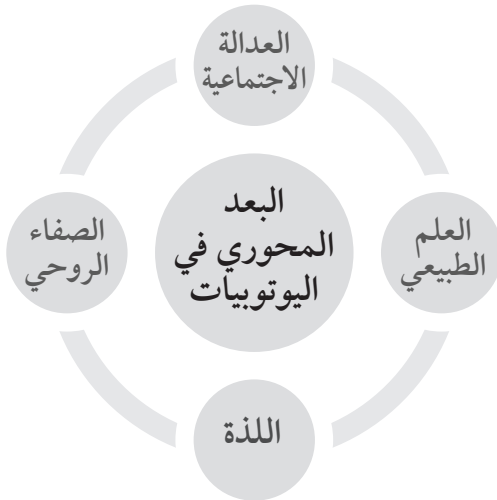 العدالة
الاجتماعية
البعد
المحوري في
اليوتوبيات
العلم
الطبيعي
الصفاء
الروحي
اللذة